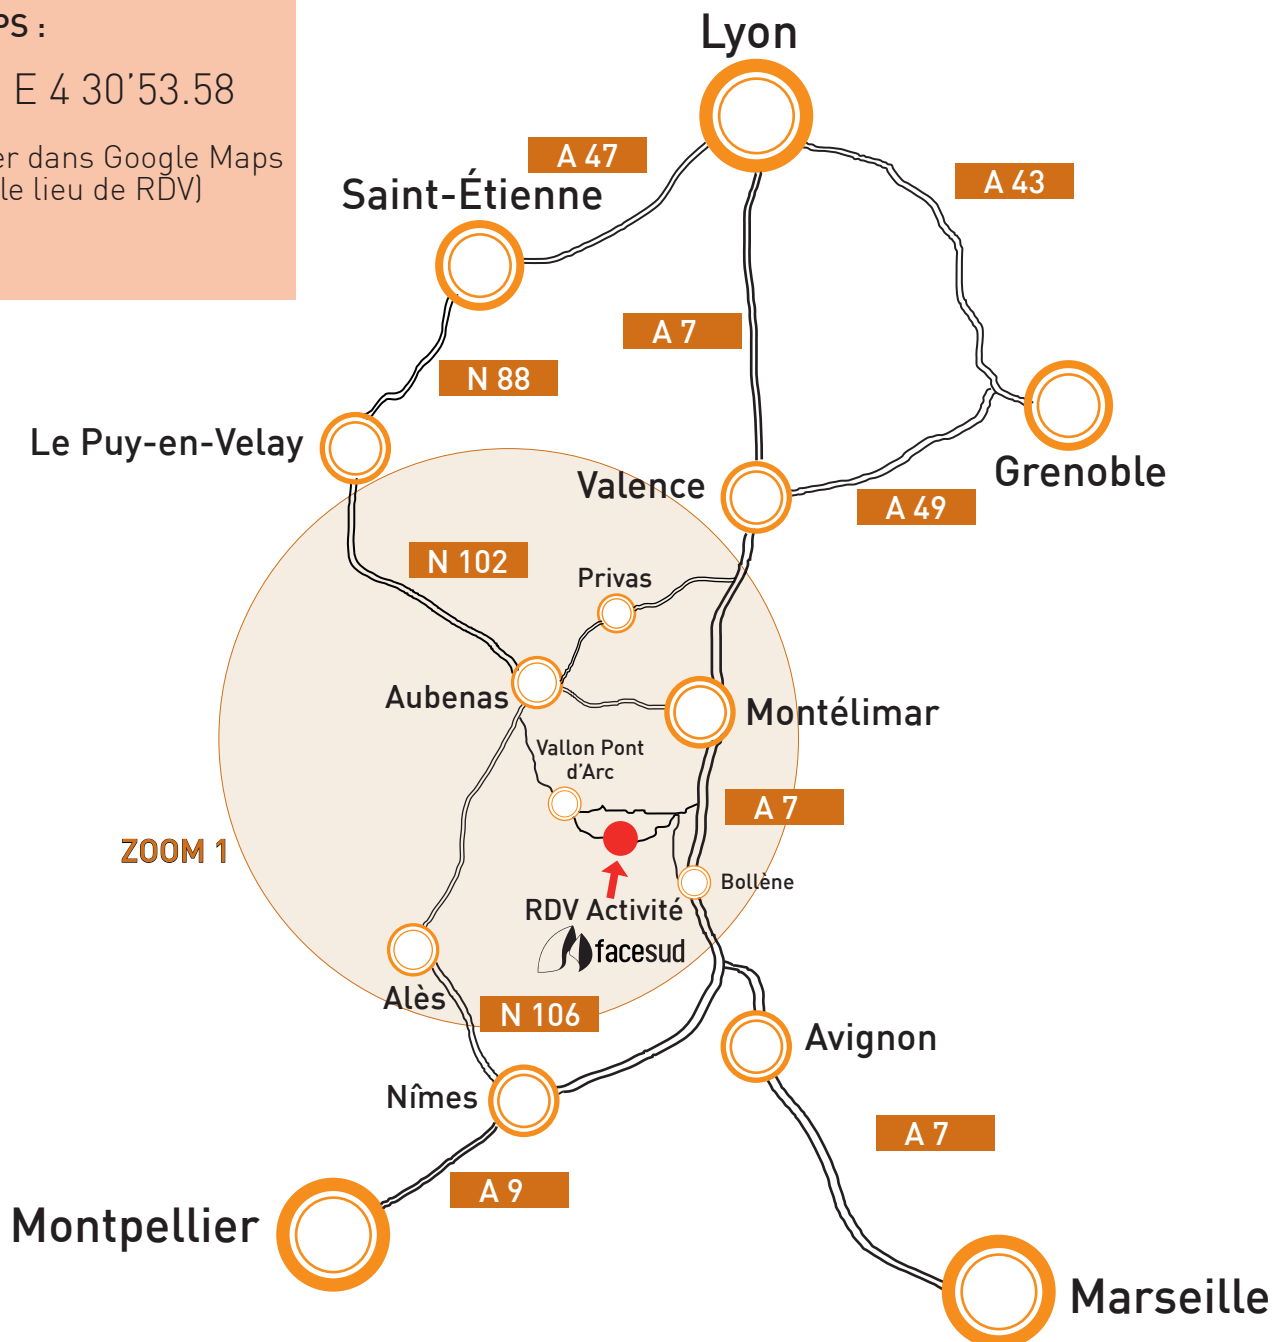 PS :
E 4 30’53.58
er dans Google Maps
le lieu de RDV)
Lyon
A 47
A 43
Saint-Étienne
A 7
N 88
Le Puy-en-Velay
Grenoble
Valence
A 49
N 102
Privas
Aubenas
Montélimar
Vallon Pont
d’Arc
A 7
ZOOM 1
Bollène
RDV Activité
facesud
Alès
N 106
Avignon
Nîmes
A 7
A 9
Montpellier
Marseille